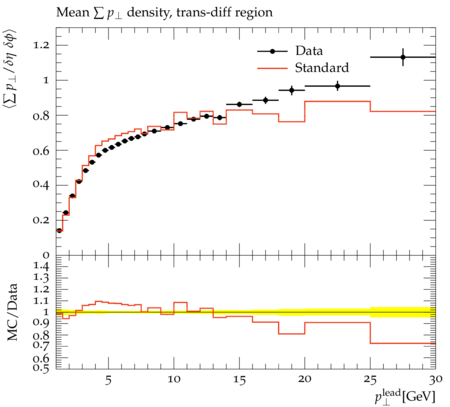 Mean ∑ p⊥ density, trans-diff region
⟨∑ p⊥/δη δϕ⟩
1.2
1
0.8
0.6
0.4
0.2
0
Data
Standard
MC/Data
1.4
1.3
1.2
1.1
1
0.9
0.8
0.7
0.6
0.5
5 10 15 20 25 30
p⊥^lead [GeV]